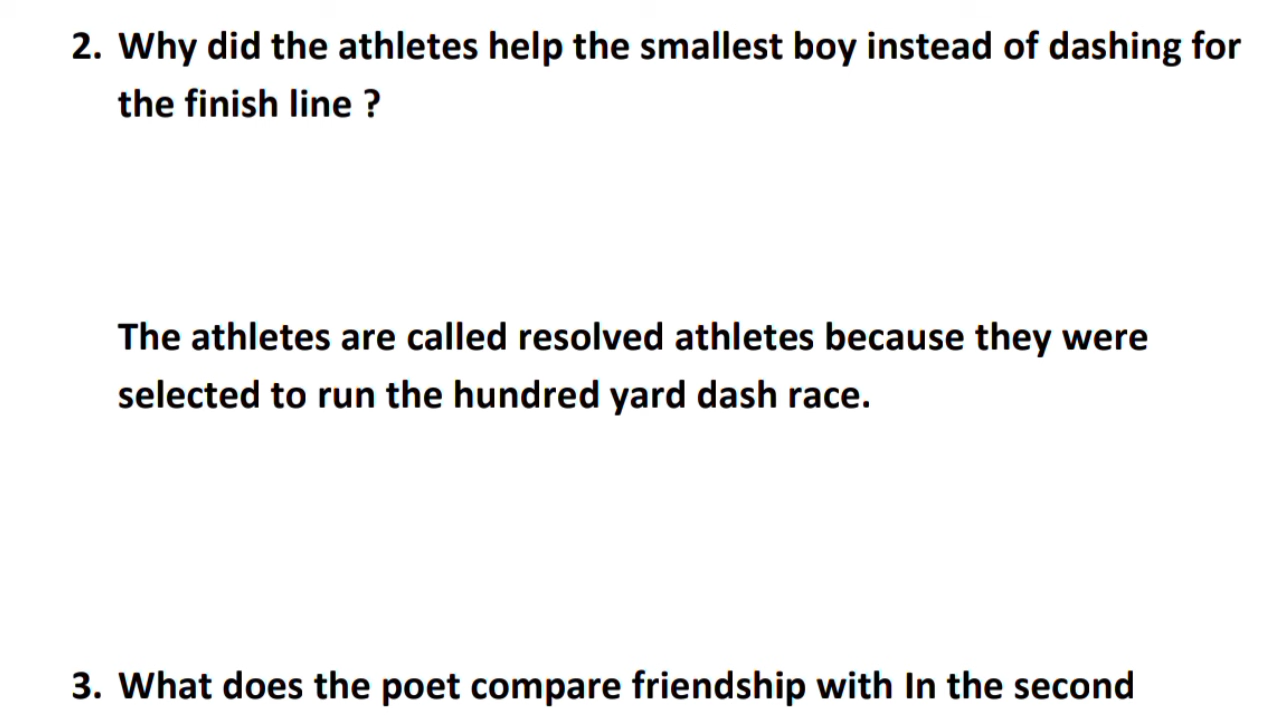 2. Why did the athletes help the smallest boy instead of dashing for
the finish line ?
The athletes are called resolved athletes because they were
selected to run the hundred yard dash race.
3. What does the poet compare friendship with In the second